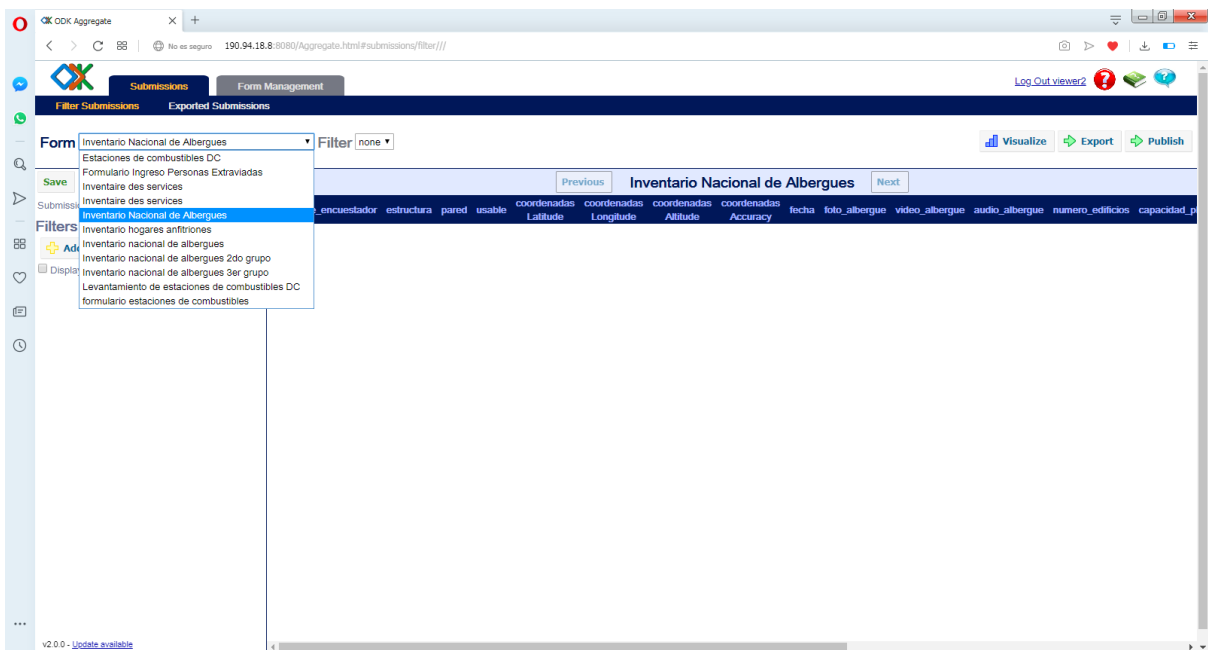 ODK Aggregate
No es seguro 190.94.18.8:8080/Aggregate.html#submissions/filter///
Submissions Form Management
Log Out viewer2
Filter Submissions Exported Submissions
Form Inventario Nacional de Albergues Filter none
Visualize Export Publish
Estaciones de combustibles DC
Formulario Ingreso Personas Extraviadas
Inventaire des services
Inventaire des services
Inventario Nacional de Albergues
Inventario hogares anfitriones
Inventario nacional de albergues
Inventario nacional de albergues 2do grupo
Inventario nacional de albergues 3er grupo
Levantamiento de estaciones de combustibles DC
formulario estaciones de combustibles
Save
Previous Inventario Nacional de Albergues Next
Submissi
e_encuestador estructura pared usable coordenadas Latitude coordenadas Longitude coordenadas Altitude coordenadas Accuracy fecha foto_albergue video_albergue audio_albergue numero_edificios capacidad_p
Filters
Ad
Displa
v2.0.0 - Update available